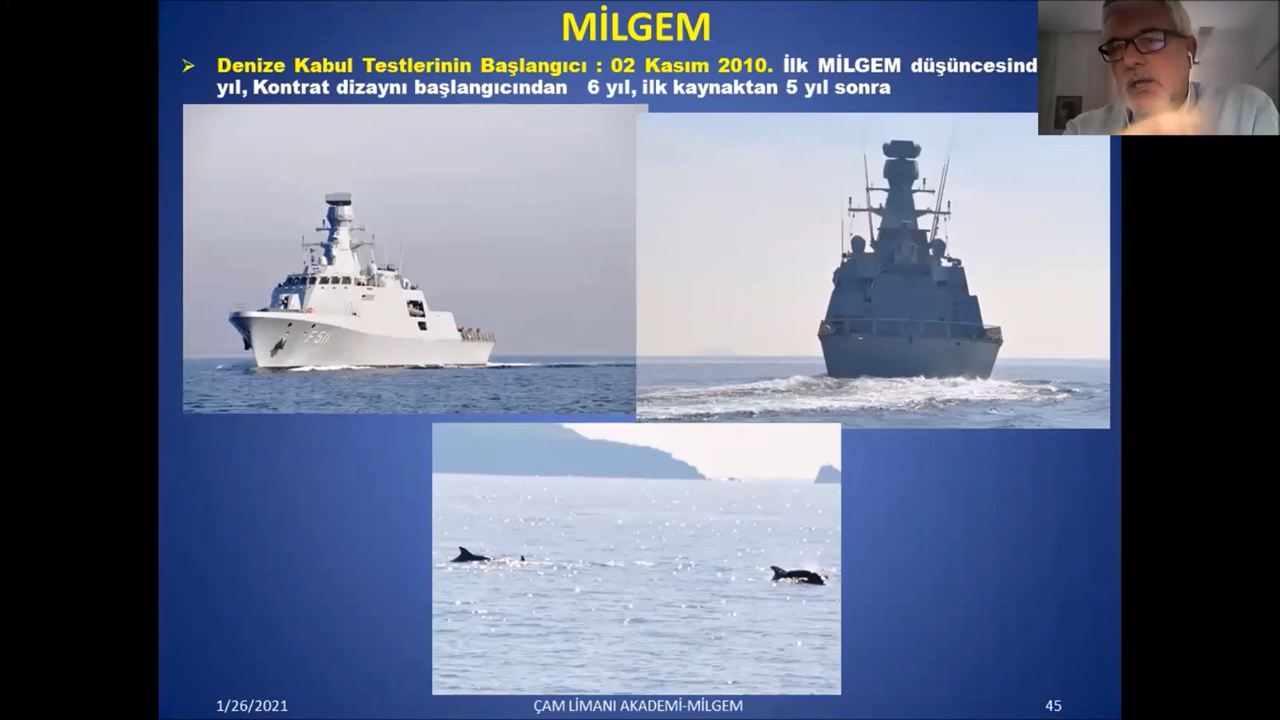 MİLGEM
Denize Kabul Testlerinin Başlangıcı : 02 Kasım 2010. İlk MİLGEM
yıl, Kontrat dizaynı başlangıcından 6 yıl, ilk kaynaktan 5 yıl sonra
F 511
1/26/2021
ÇAM LİMANI AKADEMİ-MİLGEM
45